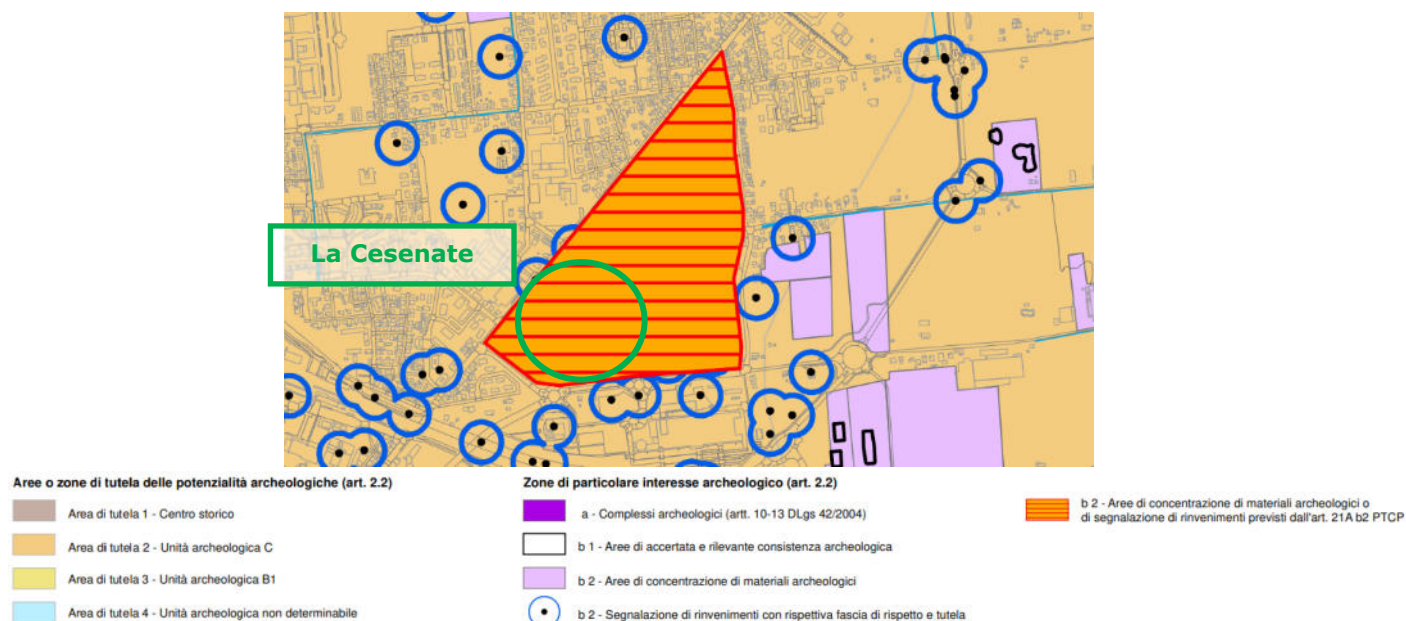 La Cesenate
Aree o zone di tutela delle potenzialità archeologiche (art. 2.2)
Area di tutela 1 - Centro storico
Area di tutela 2 - Unità archeologica C
Area di tutela 3 - Unità archeologica B1
Area di tutela 4 - Unità archeologica non determinabile
Zone di particolare interesse archeologico (art. 2.2)
a - Complessi archeologici (artt. 10-13 DLgs 42/2004)
b 1 - Aree di accertata e rilevante consistenza archeologica
b 2 - Aree di concentrazione di materiali archeologici
b 2 - Segnalazione di rinvenimenti con rispettiva fascia di rispetto e tutela
b 2 - Aree di concentrazione di materiali archeologici o
di segnalazione di rinvenimenti previsti dall'art. 21A b2 PTCP